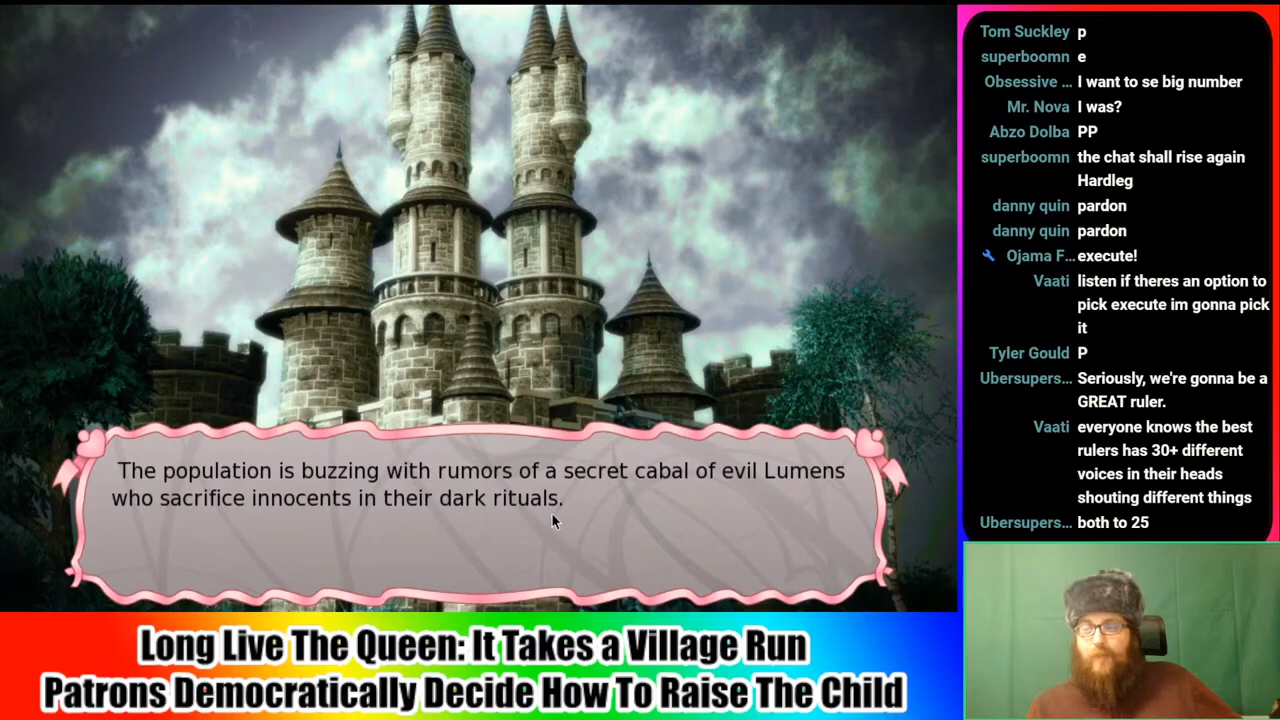 The population is buzzing with rumors of a secret cabal of evil Lumens
who sacrifice innocents in their dark rituals.
Long Live The Queen: It Takes a Village Run
Patrons Democratically Decide How To Raise The Child
Tom Suckley p
superboomn e
Obsessive ... I want to se big number
Mr. Nova I was?
Abzo Dolba PP
superboomn the chat shall rise again
Hardleg
danny quin pardon
danny quin pardon
Ojama F... execute!
Vaati listen if theres an option to
pick execute im gonna pick
it
Tyler Gould P
Ubersupers... Seriously, we're gonna be a
GREAT ruler.
Vaati everyone knows the best
rulers has 30+ different
voices in their heads
shouting different things
Ubersupers... both to 25